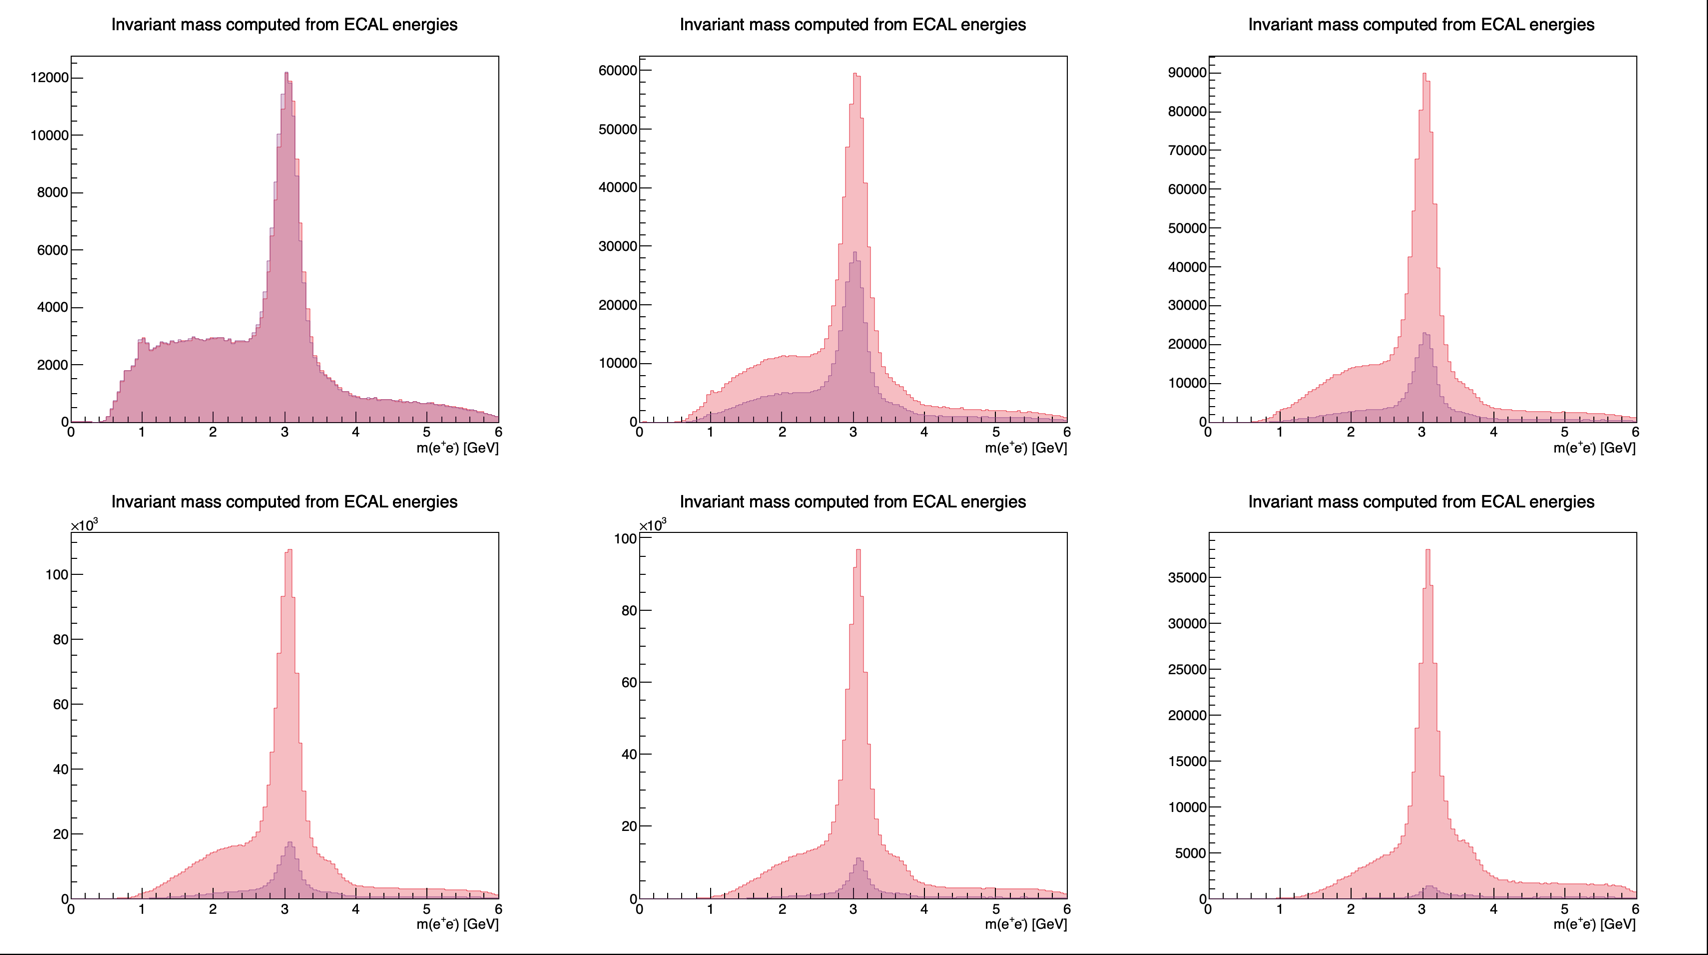 Invariant mass computed from ECAL energies
12000
10000
8000
6000
4000
2000
0
0 1 2 3 4 5 6
m(e⁺e⁻) [GeV]
Invariant mass computed from ECAL energies
60000
50000
40000
30000
20000
10000
0
0 1 2 3 4 5 6
m(e⁺e⁻) [GeV]
Invariant mass computed from ECAL energies
90000
80000
70000
60000
50000
40000
30000
20000
10000
0
0 1 2 3 4 5 6
m(e⁺e⁻) [GeV]
Invariant mass computed from ECAL energies
×10³
100
80
60
40
20
0
0 1 2 3 4 5 6
m(e⁺e⁻) [GeV]
Invariant mass computed from ECAL energies
×10³
100
80
60
40
20
0
0 1 2 3 4 5 6
m(e⁺e⁻) [GeV]
Invariant mass computed from ECAL energies
35000
30000
25000
20000
15000
10000
5000
0
0 1 2 3 4 5 6
m(e⁺e⁻) [GeV]